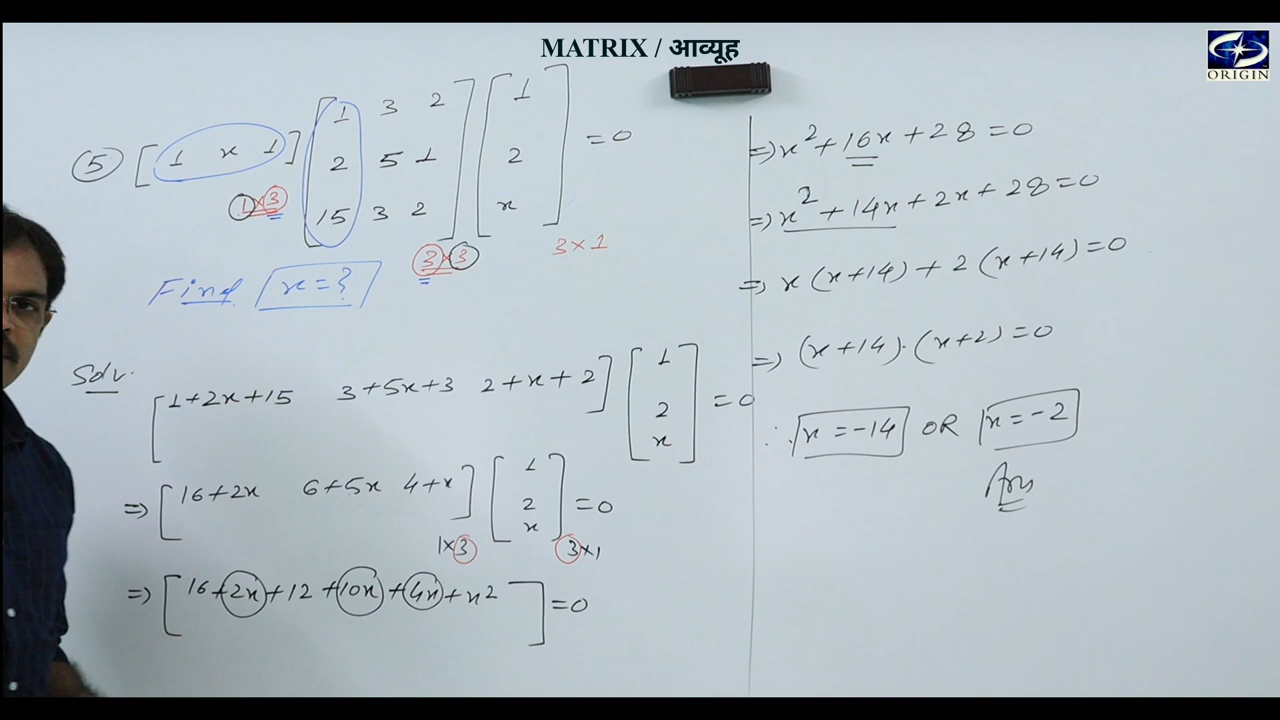 MATRIX / आव्यूह
ORIGIN
⑤ [ 1 x 1 ] [ 1 3 2
2 5 1
15 3 2 ] [ 1
2
x ] = 0
1×3
3×3
3×1
Find x = ?
Solv.
[ 1+2x+15 3+5x+3 2+x+2 ] [ 1
2
x ] = 0
⇒ [ 16+2x 6+5x 4+x ] [ 1
2
x ] = 0
1×3 3×1
⇒ [ 16+2x+12+10x+4x+x² ] = 0
⇒ x²+16x+28=0
⇒ x²+14x+2x+28=0
⇒ x(x+14)+2(x+14)=0
⇒ (x+14)·(x+2)=0
∴ x=-14 OR x=-2
Ans